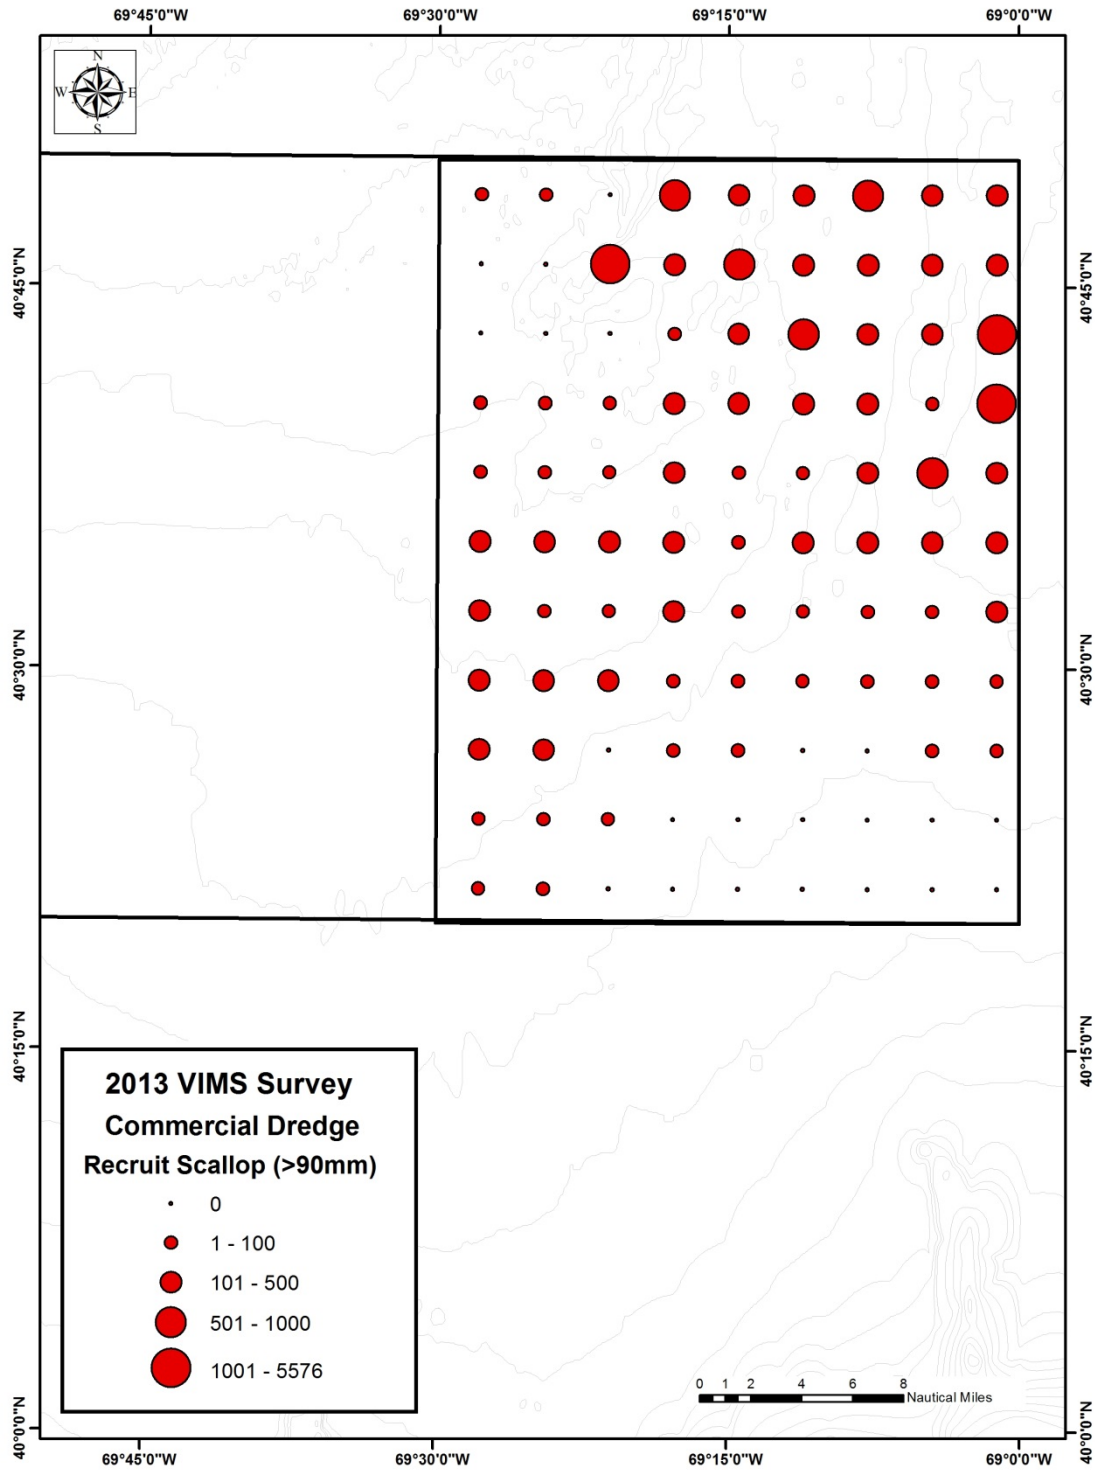 69°45'0"W 69°30'0"W 69°15'0"W 69°0'0"W
N
W E
S
40°45'0"N 40°45'0"N
40°30'0"N 40°30'0"N
40°15'0"N 40°15'0"N
2013 VIMS Survey
Commercial Dredge
Recruit Scallop (>90mm)
0
1 - 100
101 - 500
501 - 1000
1001 - 5576
0 1 2 4 6 8
Nautical Miles
40°0'0"N 40°0'0"N
69°45'0"W 69°30'0"W 69°15'0"W 69°0'0"W